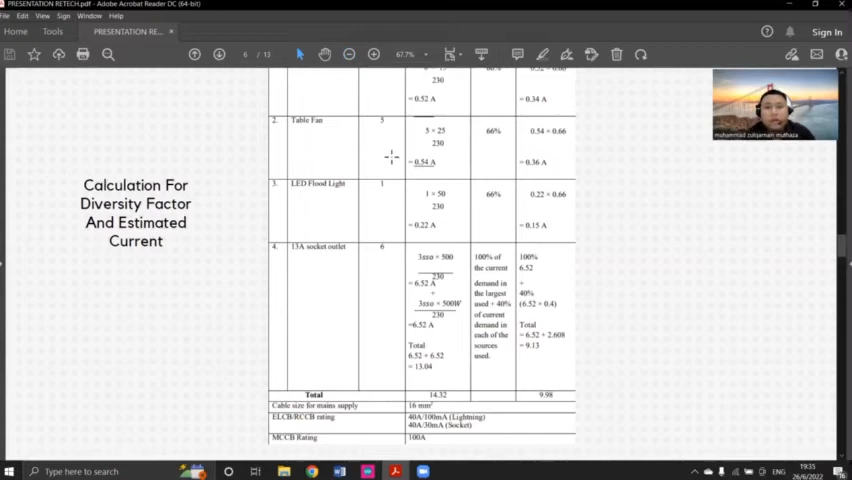 PRESENTATION RETECH.pdf - Adobe Acrobat Reader DC (64-bit)
File Edit View Sign Window Help
Home Tools PRESENTATION RE... × Sign In
6 / 13 67.7%
230
= 0.52 A = 0.34 A
2. Table Fan 5 5 × 25 66% 0.54 × 0.66
230
= 0.54 A = 0.36 A
3. LED Flood Light 1 1 × 50 66% 0.22 × 0.66
230
= 0.22 A = 0.15 A
4. 13A socket outlet 6
3sso × 500
230
= 6.52 A
+
3sso × 500W
230
=6.52 A
Total
6.52 + 6.52
= 13.04
100% of
the current
demand in
the largest
used + 40%
of current
demand in
each of the
sources
used.
100%
6.52
+
40%
(6.52 × 0.4)
Total
= 6.52 + 2.608
= 9.13
Total 14.32 9.98
Cable size for mains supply 16 mm²
ELCB/RCCB rating 40A/100mA (Lightning)
40A/30mA (Socket)
MCCB Rating 100A
Calculation For
Diversity Factor
And Estimated
Current
muhammad zulqarnain muthaza
Type here to search
ENG
19:35
26/6/2022